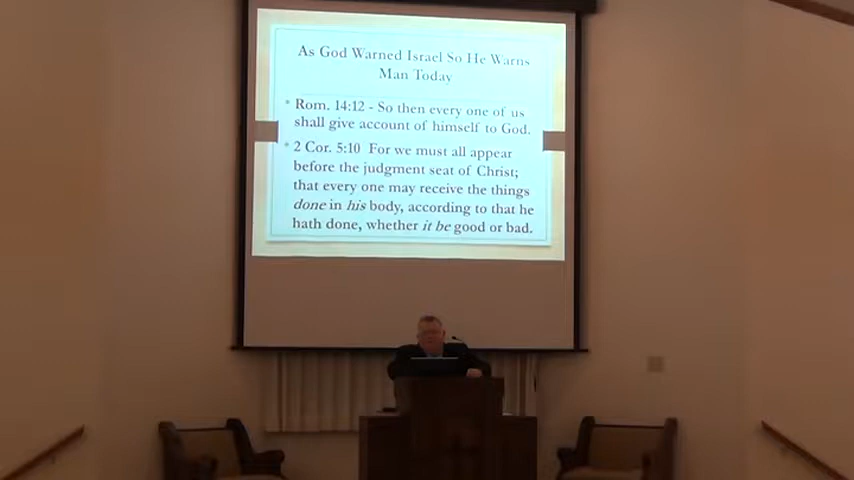 As God Warned Israel So He Warns
Man Today
* Rom. 14:12 - So then every one of us
shall give account of himself to God.
* 2 Cor. 5:10 For we must all appear
before the judgment seat of Christ;
that every one may receive the things
done in his body, according to that he
hath done, whether it be good or bad.